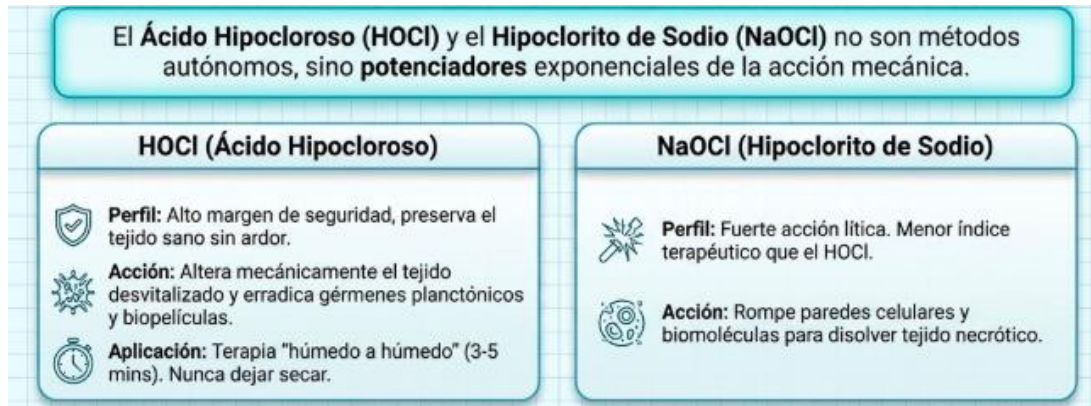 El Ácido Hipocloroso (HOCl) y el Hipoclorito de Sodio (NaOCl) no son métodos
autónomos, sino potenciadores exponenciales de la acción mecánica.
HOCl (Ácido Hipocloroso)
Perfil: Alto margen de seguridad, preserva el
tejido sano sin ardor.
Acción: Altera mecánicamente el tejido
desvitalizado y erradica gérmenes planctónicos
y biopelículas.
Aplicación: Terapia "húmedo a húmedo" (3-5
mins). Nunca dejar secar.
NaOCl (Hipoclorito de Sodio)
Perfil: Fuerte acción lítica. Menor índice
terapéutico que el HOCl.
Acción: Rompe paredes celulares y
biomoléculas para disolver tejido necrótico.